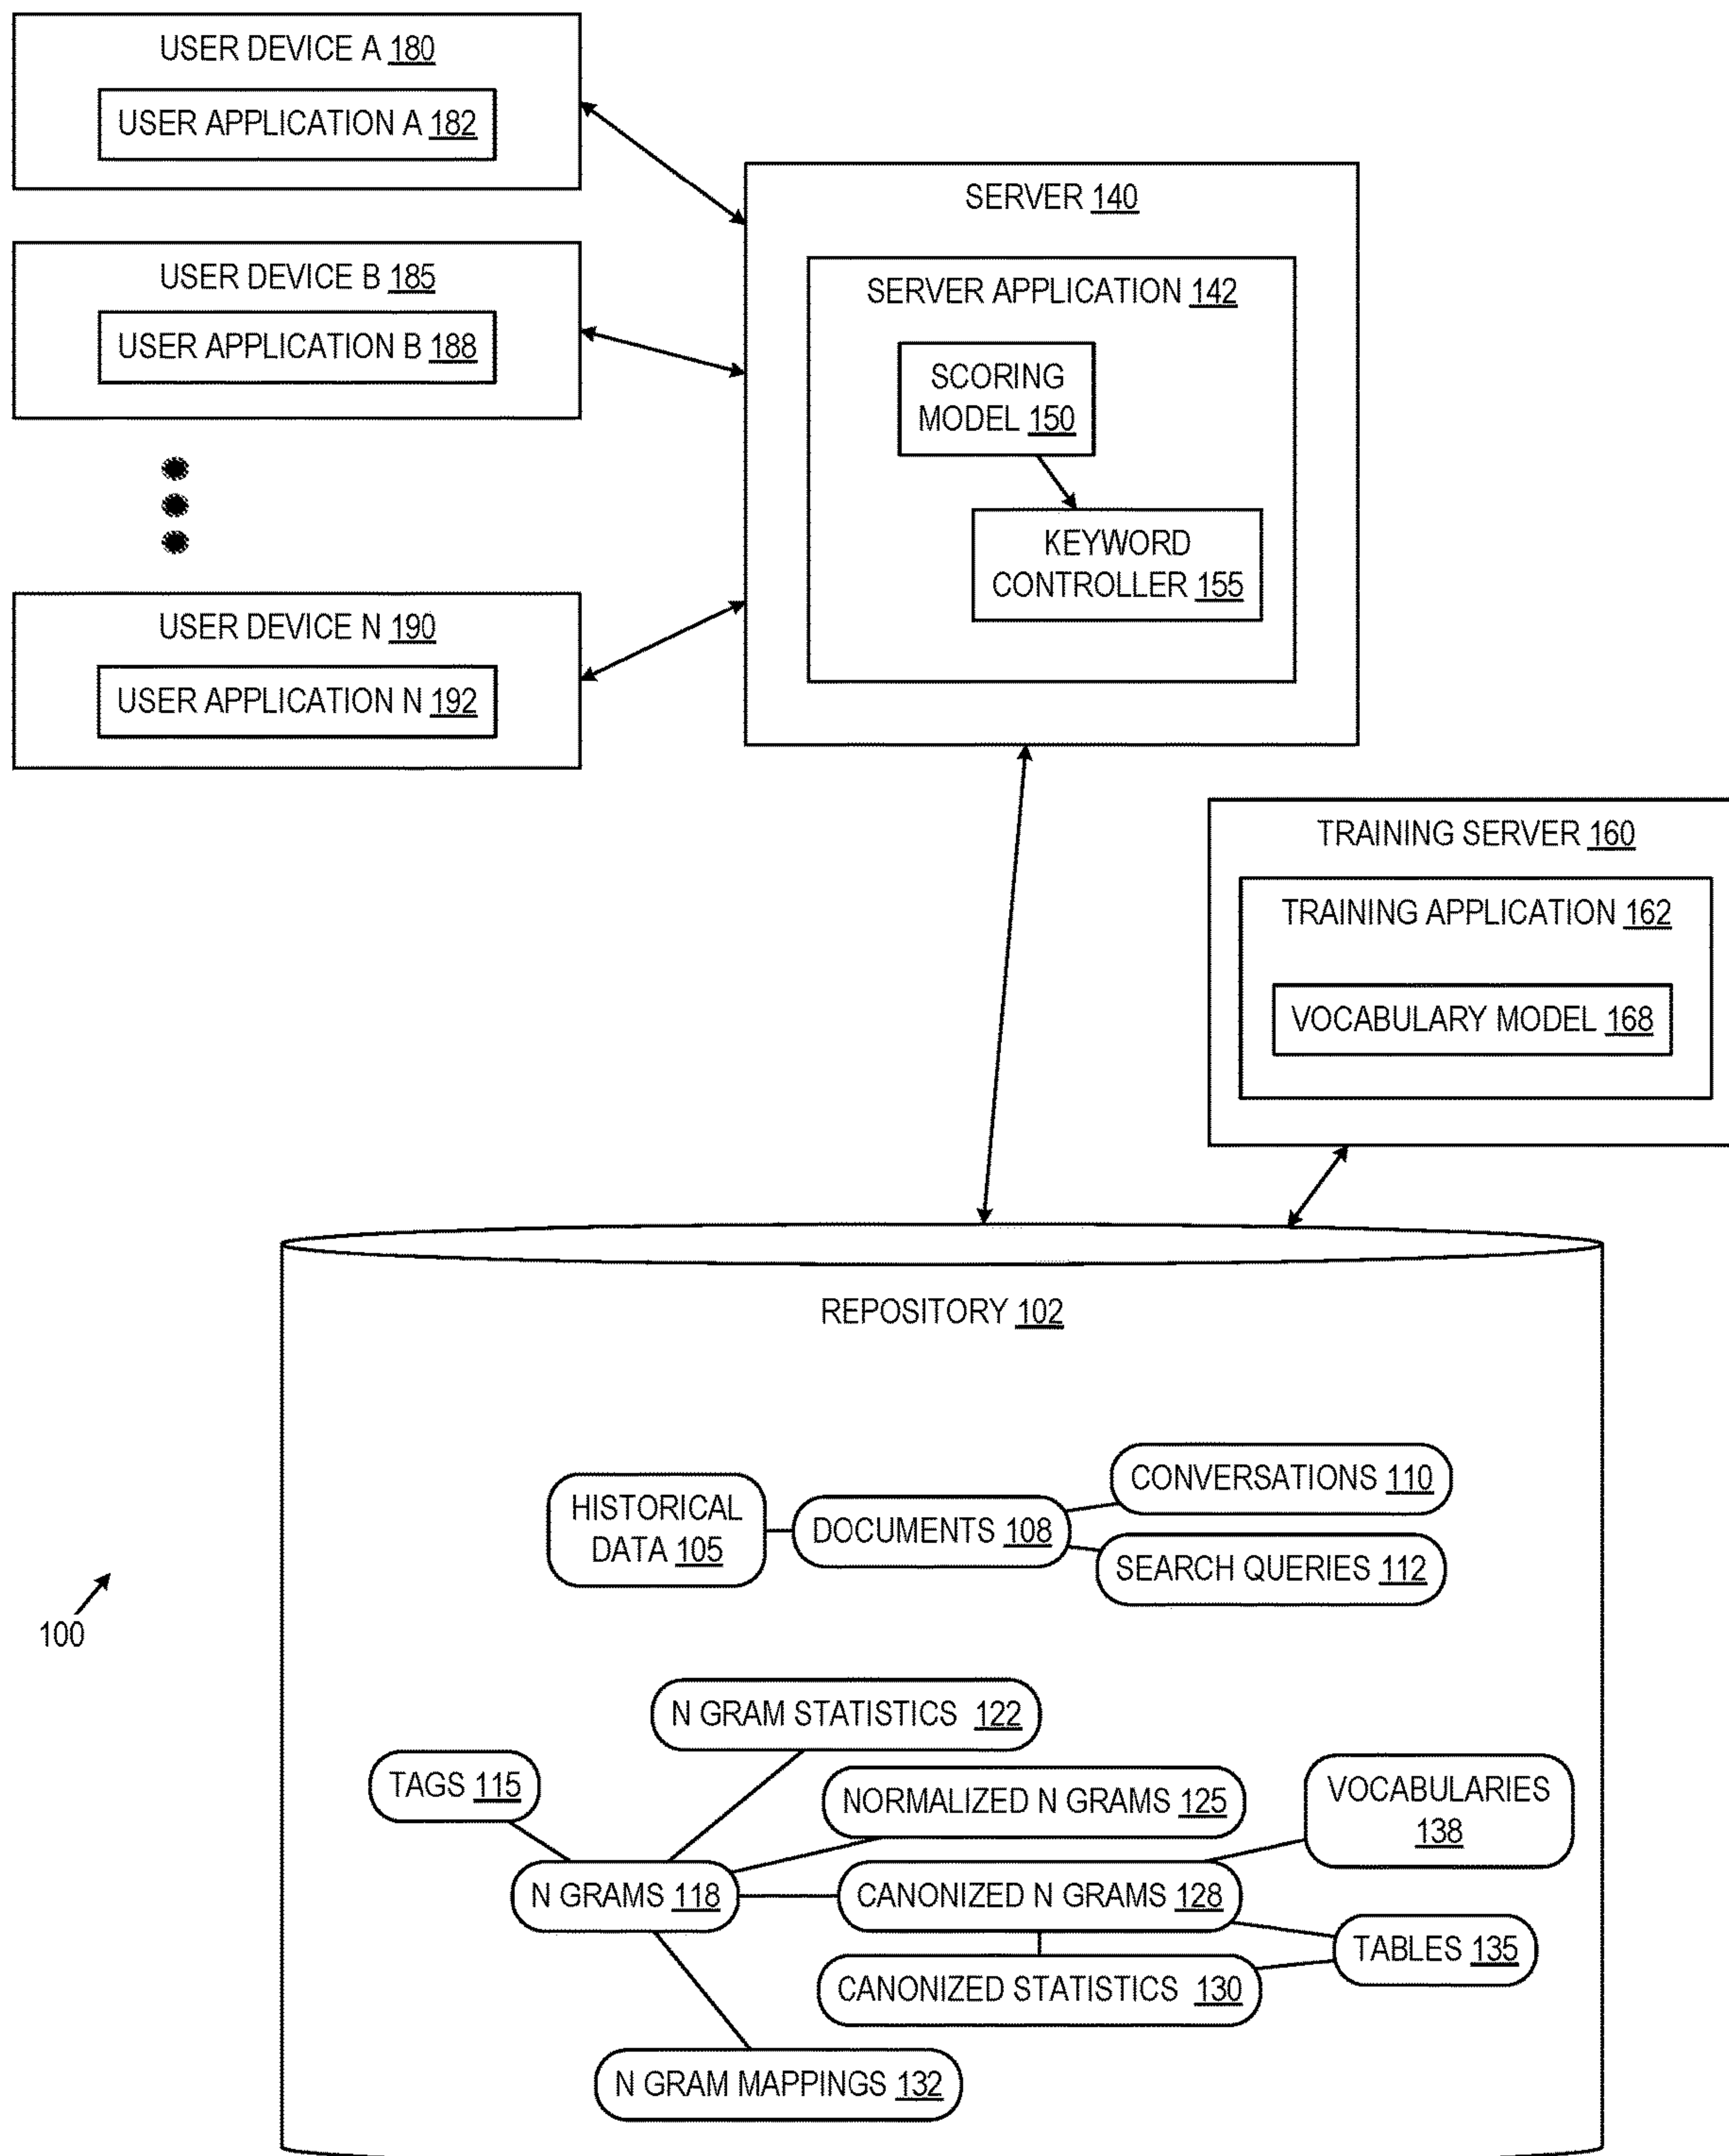 USER DEVICE A 180
USER APPLICATION A 182
USER DEVICE B 185
USER APPLICATION B 188
USER DEVICE N 190
USER APPLICATION N 192
SERVER 140
SERVER APPLICATION 142
SCORING
MODEL 150
KEYWORD
CONTROLLER 155
TRAINING SERVER 160
TRAINING APPLICATION 162
VOCABULARY MODEL 168
REPOSITORY 102
HISTORICAL
DATA 105
DOCUMENTS 108
CONVERSATIONS 110
SEARCH QUERIES 112
100
N GRAM STATISTICS 122
TAGS 115
NORMALIZED N GRAMS 125
VOCABULARIES
138
N GRAMS 118
CANONIZED N GRAMS 128
TABLES 135
CANONIZED STATISTICS 130
N GRAM MAPPINGS 132